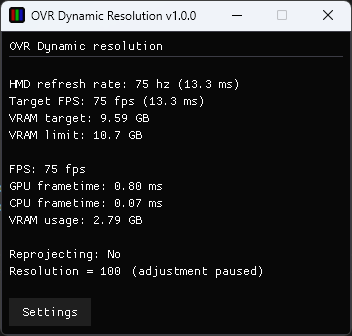 OVR Dynamic Resolution v1.0.0
OVR Dynamic resolution
HMD refresh rate: 75 hz (13.3 ms)
Target FPS: 75 fps (13.3 ms)
VRAM target: 9.59 GB
VRAM limit: 10.7 GB
FPS: 75 fps
GPU frametime: 0.80 ms
CPU frametime: 0.07 ms
VRAM usage: 2.79 GB
Reprojecting: No
Resolution = 100 (adjustment paused)
Settings